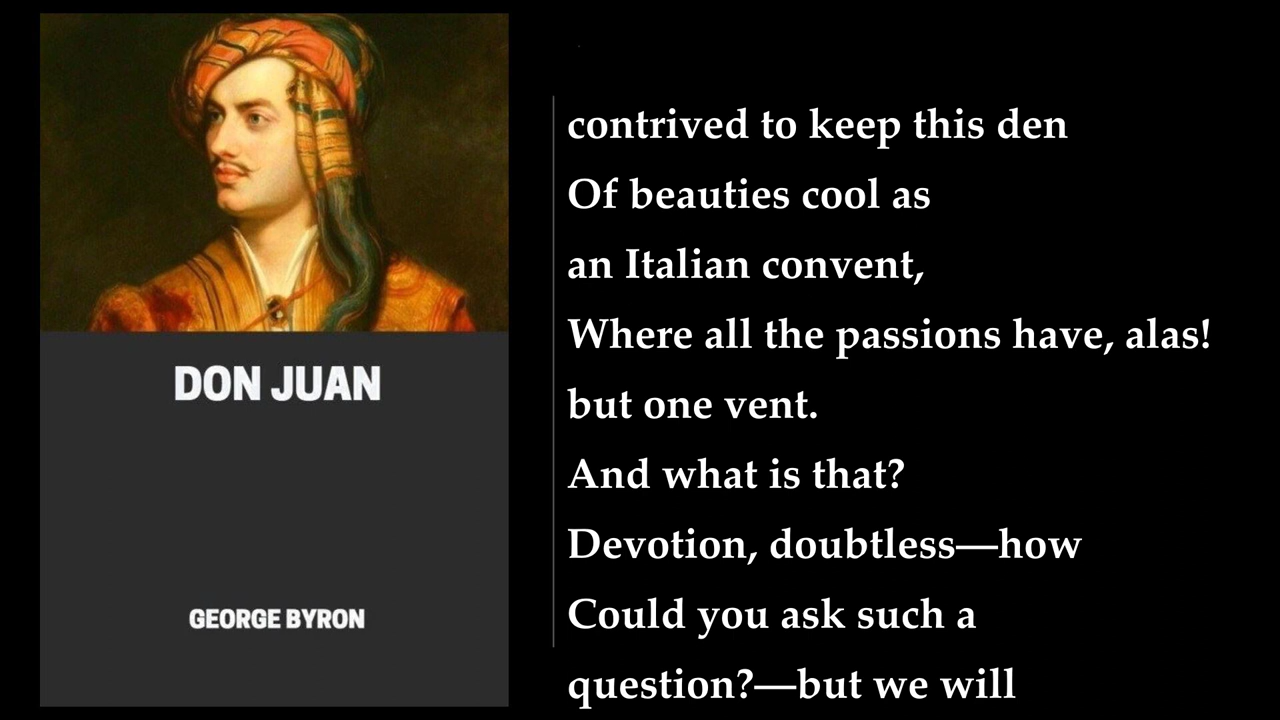 DON JUAN
GEORGE BYRON
contrived to keep this den
Of beauties cool as
an Italian convent,
Where all the passions have, alas!
but one vent.
And what is that?
Devotion, doubtless—how
Could you ask such a
question?—but we will